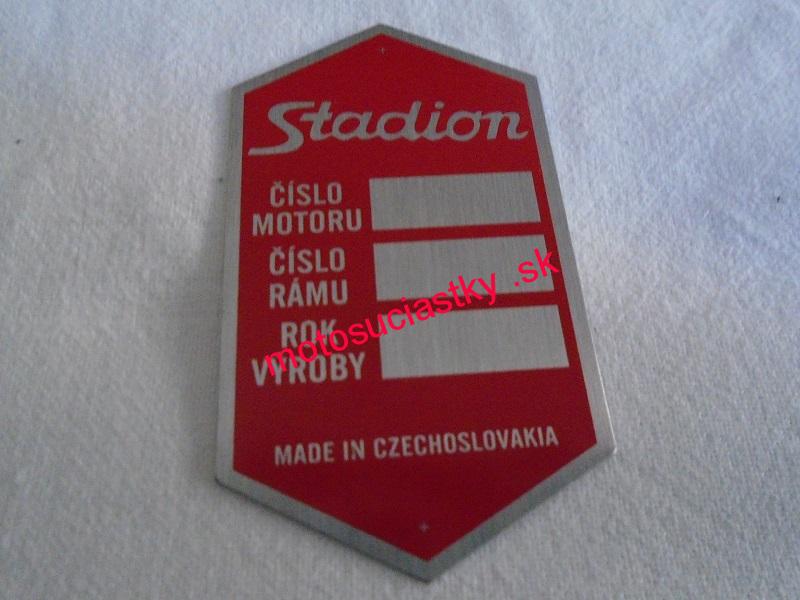 Stadion
ČÍSLO
MOTORU
ČÍSLO
RÁMU
ROK
VÝROBY
MADE IN CZECHOSLOVAKIA
motosuciastky .sk